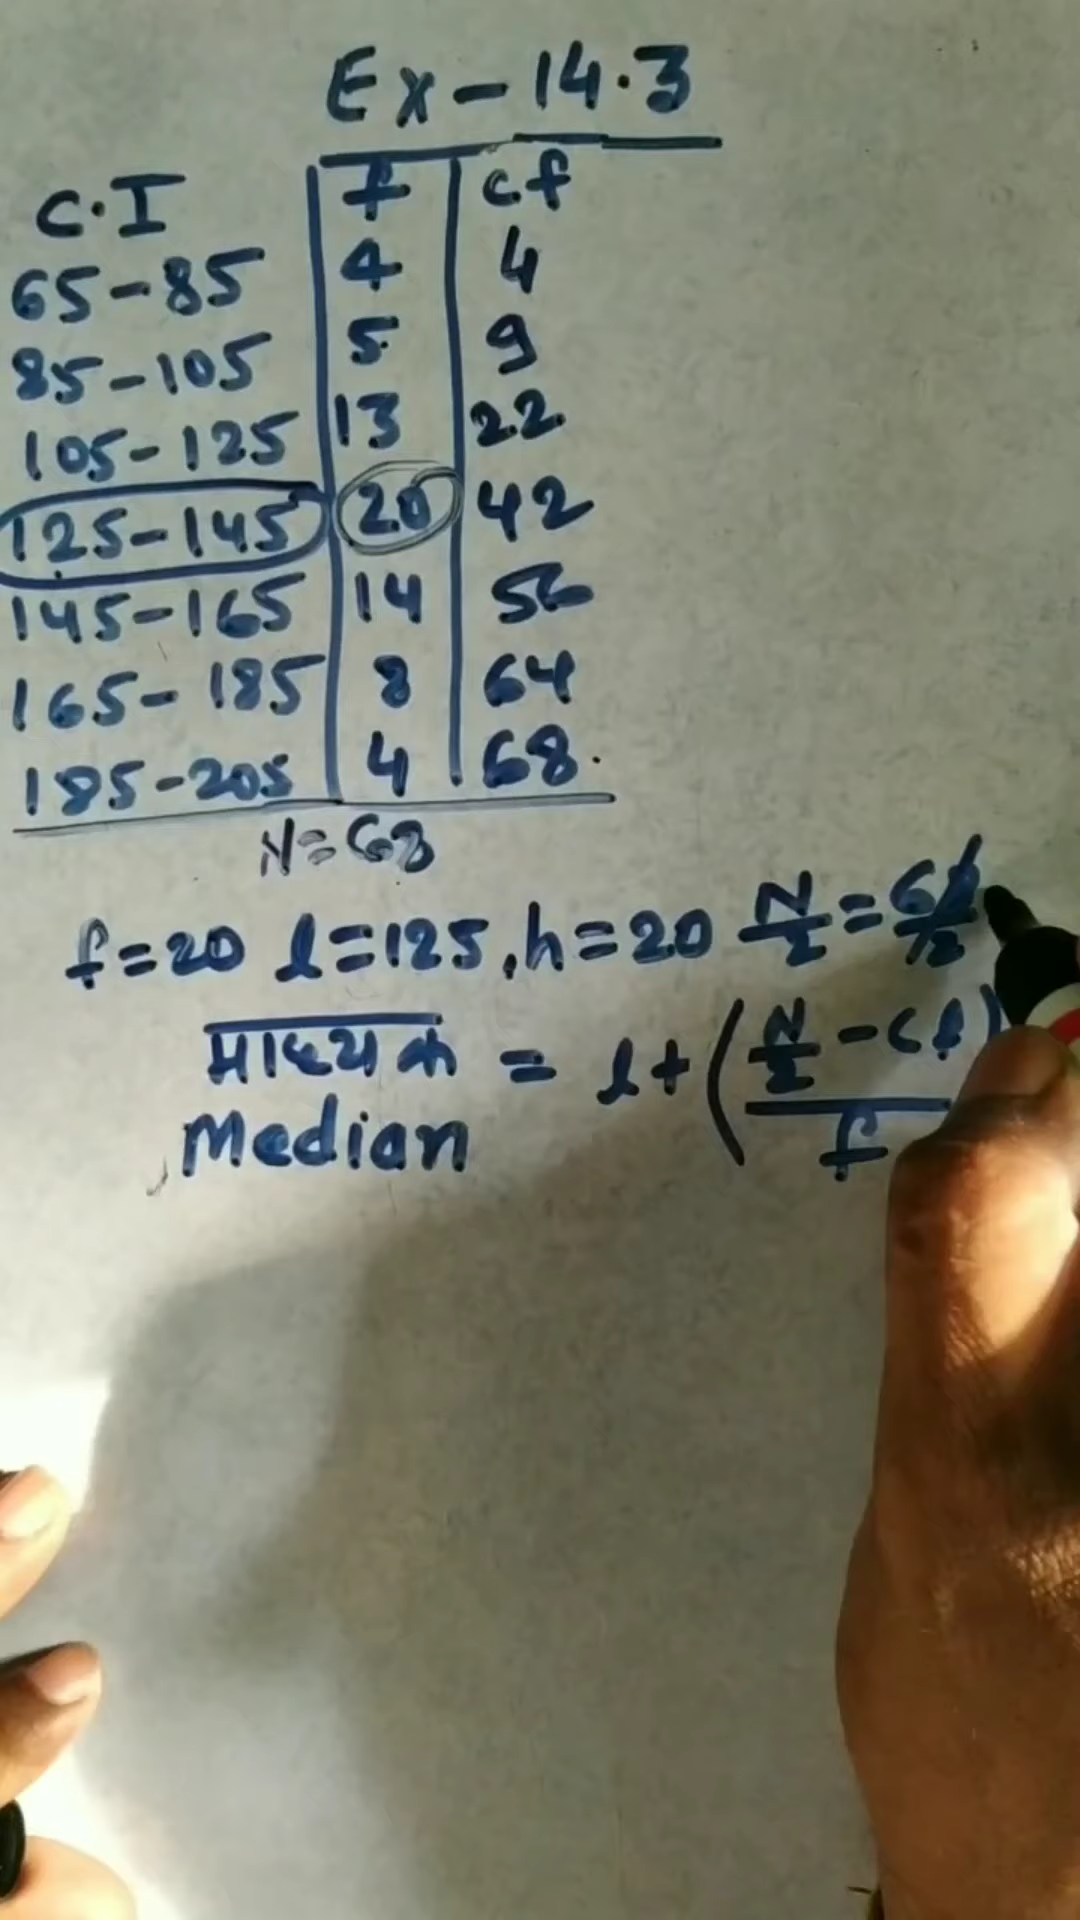 Ex - 14.3
C.I f cf
65-85 4 4
85-105 5 9
105-125 13 22
125-145 20 42
145-165 14 56
165-185 8 64
185-205 4 68.
N=68
f=20 l=125, h=20 N/2=68/2
माध्यक = l+(N/2-cf)/f
Median